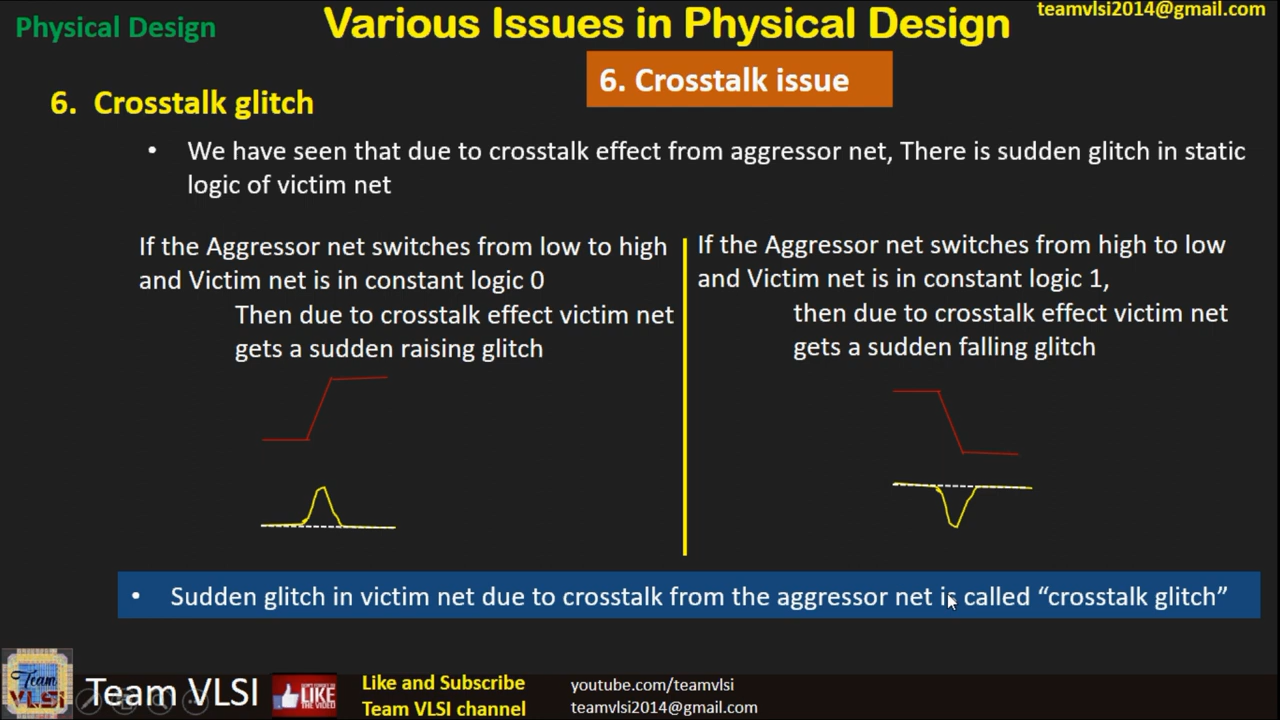 Physical Design
Various Issues in Physical Design
teamvlsi2014@gmail.com
6. Crosstalk issue
6. Crosstalk glitch
• We have seen that due to crosstalk effect from aggressor net, There is sudden glitch in static
logic of victim net
If the Aggressor net switches from low to high
and Victim net is in constant logic 0
Then due to crosstalk effect victim net
gets a sudden raising glitch
If the Aggressor net switches from high to low
and Victim net is in constant logic 1,
then due to crosstalk effect victim net
gets a sudden falling glitch
• Sudden glitch in victim net due to crosstalk from the aggressor net is called “crosstalk glitch”
Team
VLSI
Team VLSI
LIKE
Like and Subscribe
Team VLSI channel
youtube.com/teamvlsi
teamvlsi2014@gmail.com